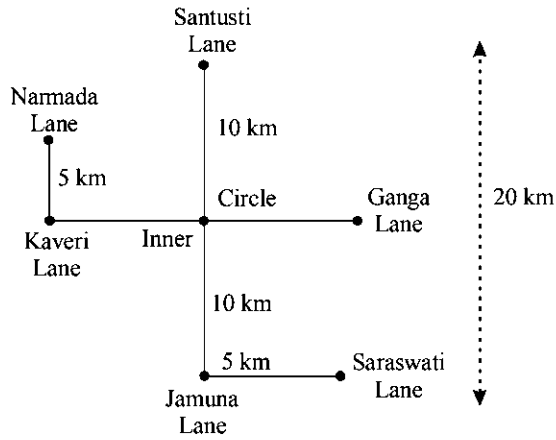 Santusti
Lane
Narmada
Lane
10 km
5 km
Circle
Ganga
Lane
20 km
Kaveri
Lane
Inner
10 km
5 km
Saraswati
Lane
Jamuna
Lane